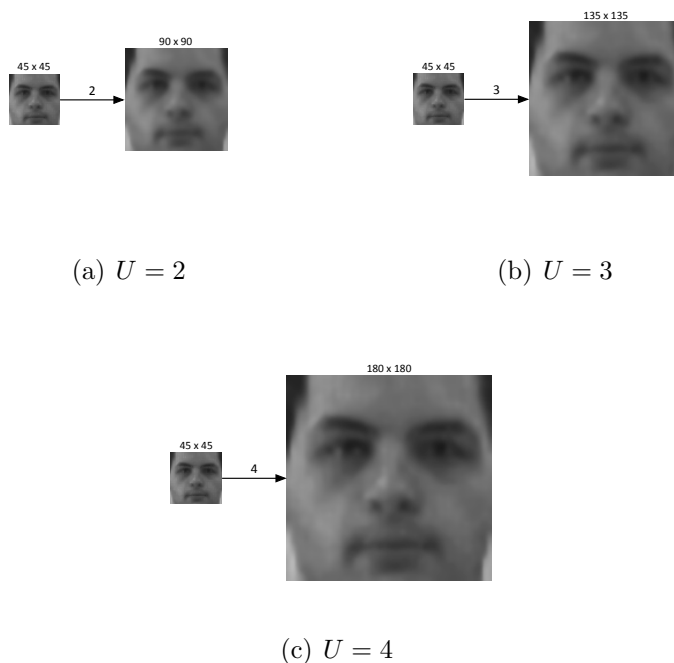 90 x 90
45 x 45
2
(a) U = 2
135 x 135
45 x 45
3
(b) U = 3
180 x 180
45 x 45
4
(c) U = 4